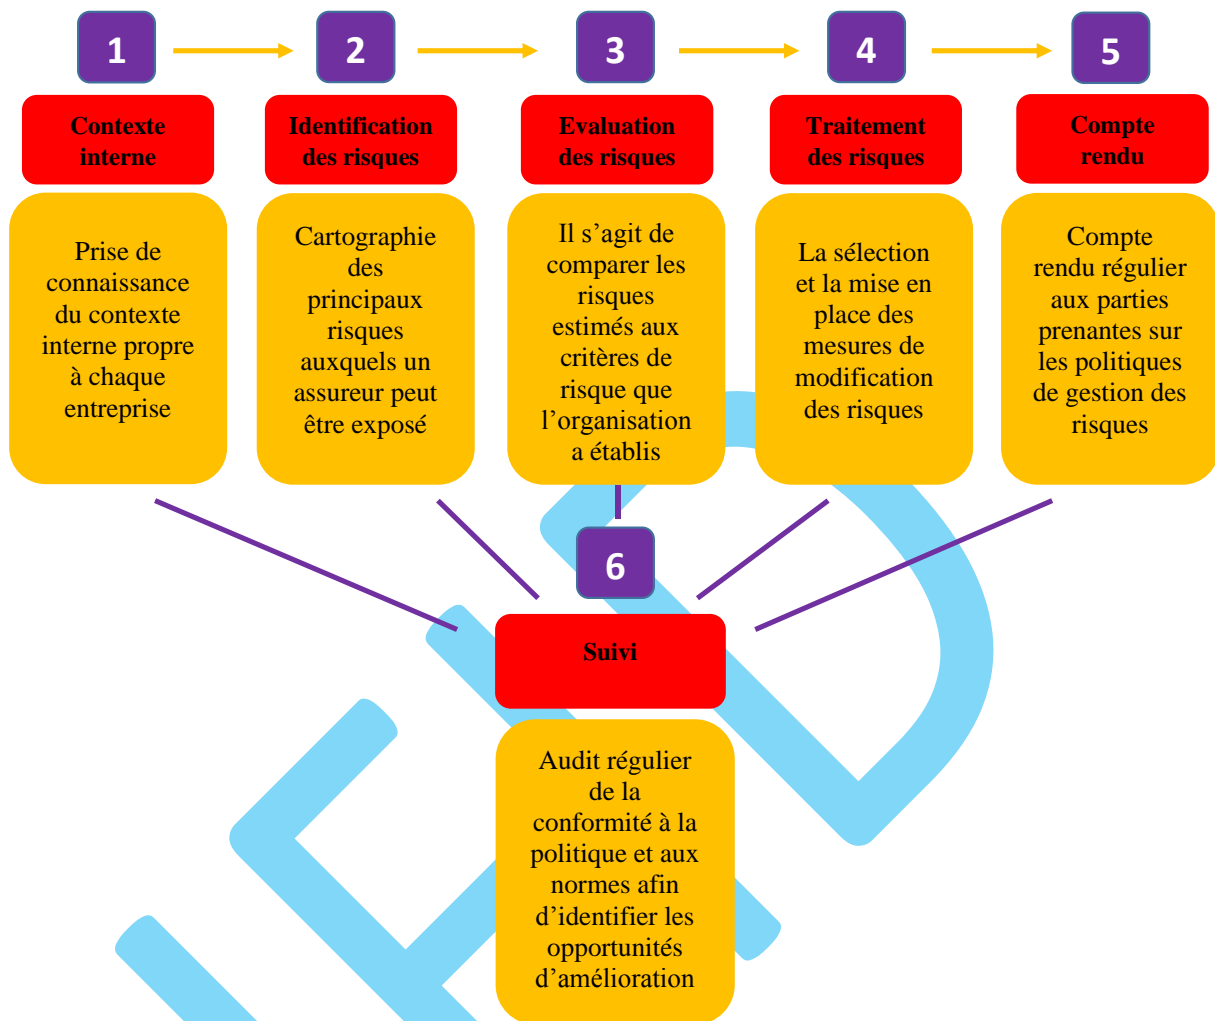 1
2
3
4
5
Contexte
interne
Identification
des risques
Evaluation
des risques
Traitement
des risques
Compte
rendu
Prise de
connaissance
du contexte
interne propre
à chaque
entreprise
Cartographie
des
principaux
risques
auxquels un
assureur peut
être exposé
Il s’agit de
comparer les
risques
estimés aux
critères de
risque que
l’organisation
a établis
La sélection
et la mise en
place des
mesures de
modification
des risques
Compte
rendu régulier
aux parties
prenantes sur
les politiques
de gestion des
risques
6
Suivi
Audit régulier
de la
conformité à la
politique et aux
normes afin
d’identifier les
opportunités
d’amélioration